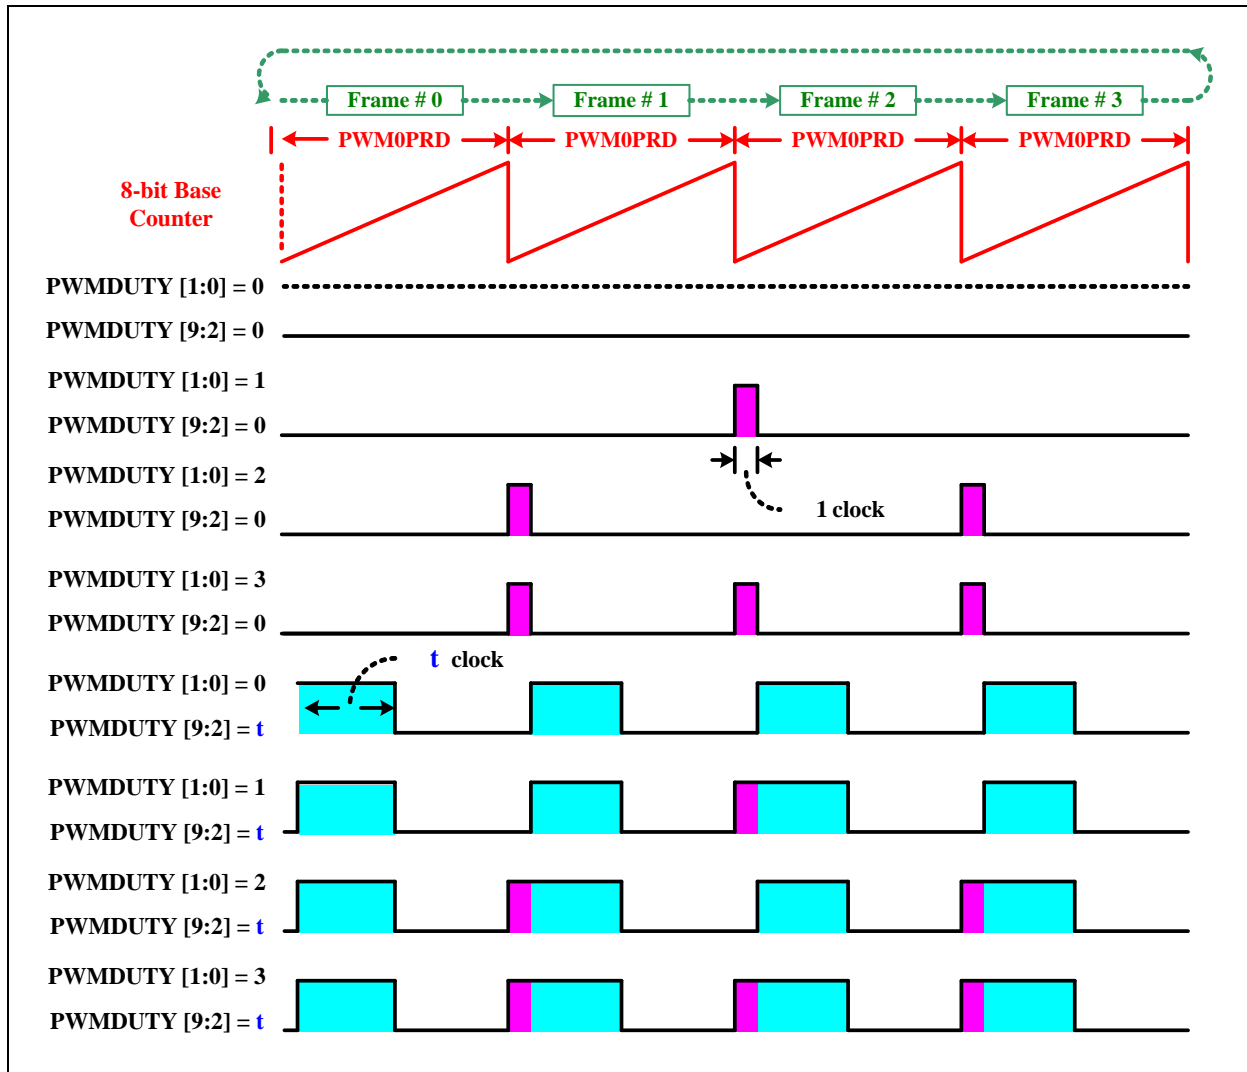 Frame # 0 Frame # 1 Frame # 2 Frame # 3
PWM0PRD PWM0PRD PWM0PRD PWM0PRD
8-bit Base
Counter
PWMDUTY [1:0] = 0
PWMDUTY [9:2] = 0
PWMDUTY [1:0] = 1
PWMDUTY [9:2] = 0
PWMDUTY [1:0] = 2
1 clock
PWMDUTY [9:2] = 0
PWMDUTY [1:0] = 3
PWMDUTY [9:2] = 0
t clock
PWMDUTY [1:0] = 0
PWMDUTY [9:2] = t
PWMDUTY [1:0] = 1
PWMDUTY [9:2] = t
PWMDUTY [1:0] = 2
PWMDUTY [9:2] = t
PWMDUTY [1:0] = 3
PWMDUTY [9:2] = t